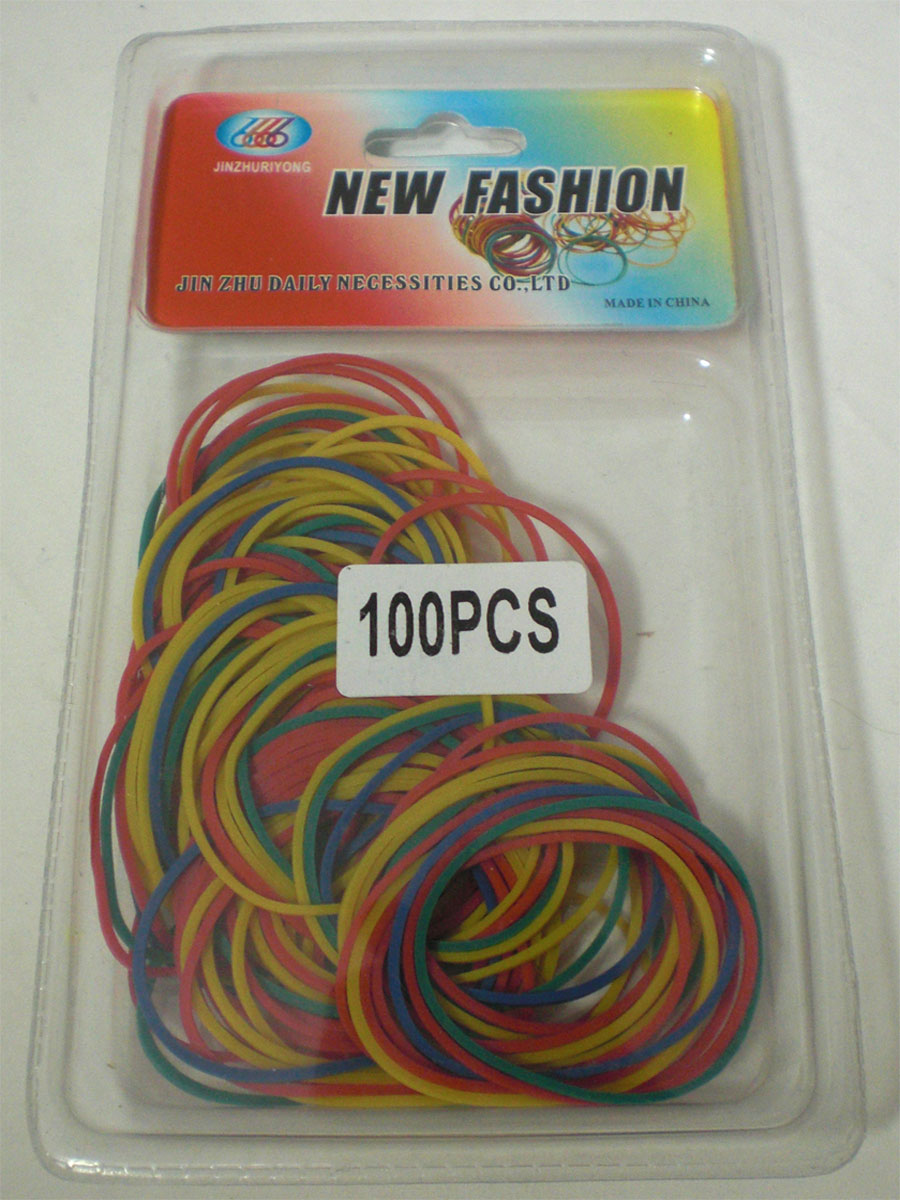 JINZHURIYONG
NEW FASHION
JIN ZHU DAILY NECESSITIES CO.,LTD
MADE IN CHINA
100PCS